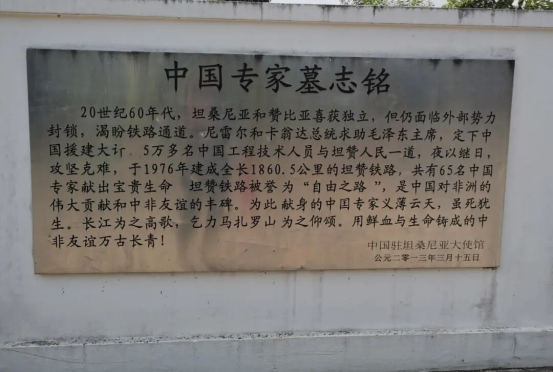 中国专家墓志铭
20世纪60年代，坦桑尼亚和赞比亚喜获独立，但仍面临外部势力
封锁，渴盼铁路通道。尼雷尔和卡翁达总统求助毛泽东主席，定下中
国援建大计。5万多名中国工程技术人员与坦赞人民一道，夜以继日，
攻坚克难，于1976年建成全长1860.5公里的坦赞铁路，共有65名中国
专家献出宝贵生命 坦赞铁路被誉为“自由之路”，是中国对非洲的
伟大贡献和中非友谊的丰碑。为此献身的中国专家义薄云天，虽死犹
生。长江为之高歌，乞力马扎罗山为之仰颂。用鲜血与生命铸成的中
非友谊万古长青！
中国驻坦桑尼亚大使馆
公元二零一三年三月十五日